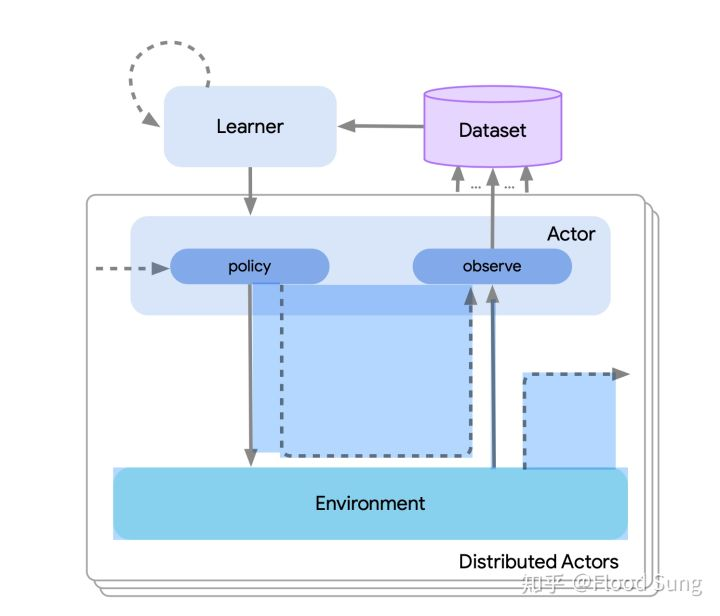 Learner
Dataset
... ...
Actor
policy
observe
Environment
Distributed Actors
知乎 @Flood Sung